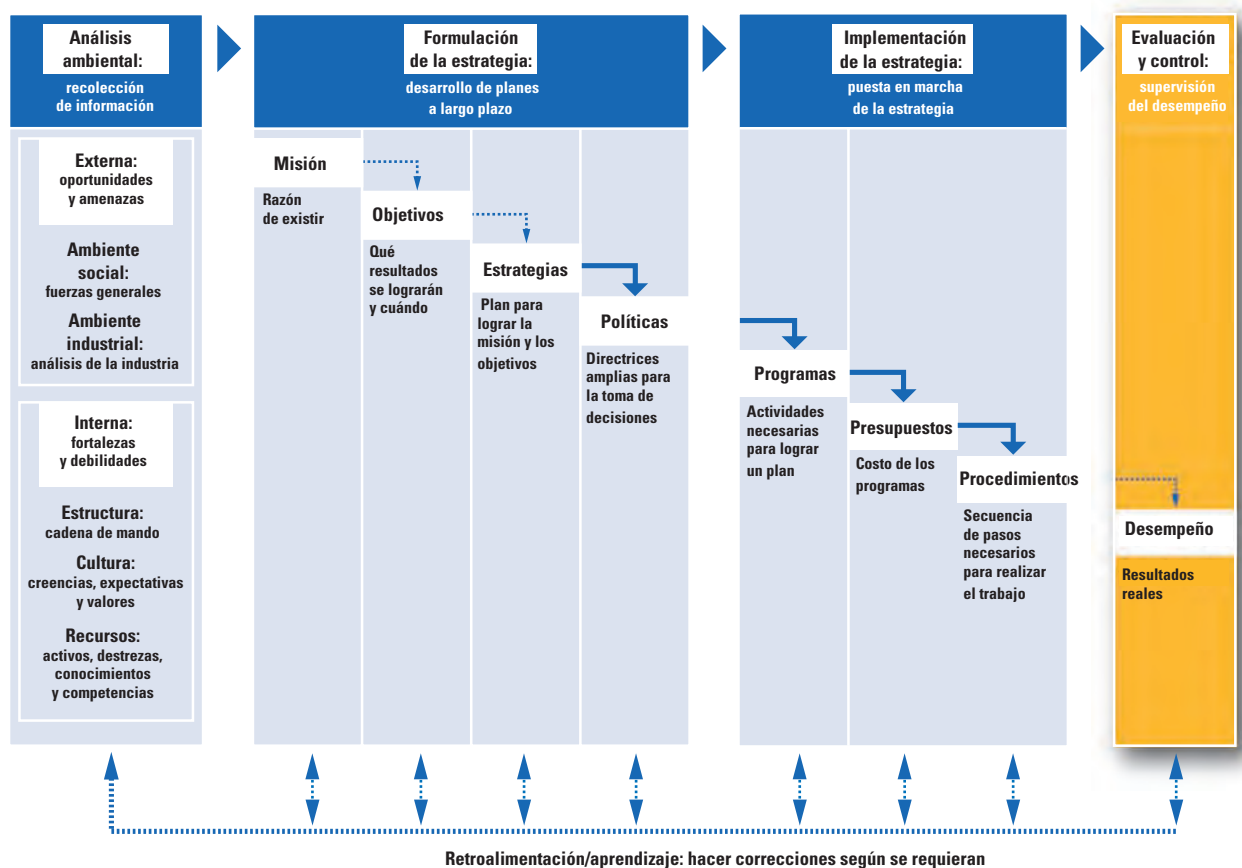 Análisis
ambiental:
recolección
de información
Externa:
oportunidades
y amenazas
Ambiente
social:
fuerzas generales
Ambiente
industrial:
análisis de la industria
Interna:
fortalezas
y debilidades
Estructura:
cadena de mando
Cultura:
creencias, expectativas
y valores
Recursos:
activos, destrezas,
conocimientos
y competencias
Formulación
de la estrategia:
desarrollo de planes
a largo plazo
Misión
Razón
de existir
Objetivos
Qué
resultados
se lograrán
y cuándo
Estrategias
Plan para
lograr la
misión y los
objetivos
Políticas
Directrices
amplias para
la toma de
decisiones
Implementación
de la estrategia:
puesta en marcha
de la estrategia
Programas
Actividades
necesarias
para lograr
un plan
Presupuestos
Costo de los
programas
Procedimientos
Secuencia
de pasos
necesarios
para realizar
el trabajo
Evaluación
y control:
supervisión
del desempeño
Desempeño
Resultados
reales
Retroalimentación/aprendizaje: hacer correcciones según se requieran